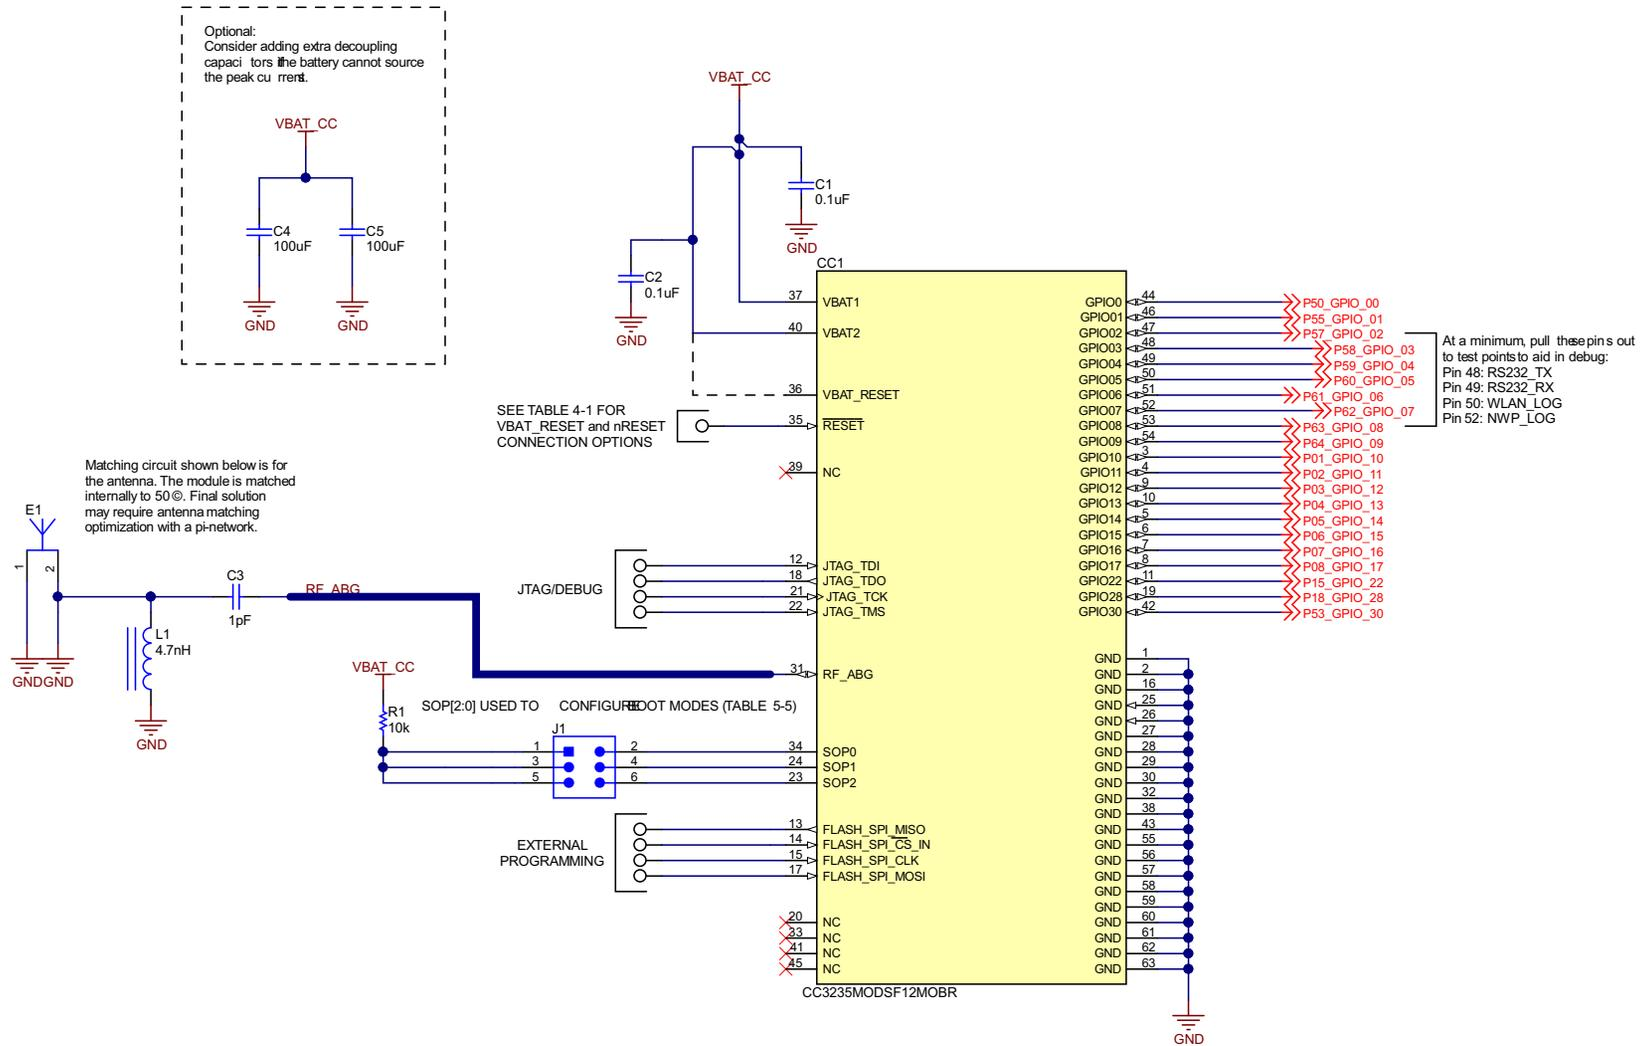 Optional:
Consider adding extra decoupling
capaci tors if the battery cannot source
the peak cu rrent.
VBAT_CC
C4
100uF
C5
100uF
GND
GND
VBAT_CC
C1
0.1uF
GND
C2
0.1uF
GND
CC1
37 VBAT1
40 VBAT2
36 VBAT_RESET
35 RESET
39 NC
SEE TABLE 4-1 FOR
VBAT_RESET and nRESET
CONNECTION OPTIONS
Matching circuit shown below is for
the antenna. The module is matched
internally to 50 ©. Final solution
may require antenna matching
optimization with a pi-network.
E1
1
2
GND
GND
L1
4.7nH
GND
C3
1pF
RF_ABG
JTAG/DEBUG
12 JTAG_TDI
18 JTAG_TDO
21 JTAG_TCK
22 JTAG_TMS
31 RF_ABG
VBAT_CC
R1
10k
SOP[2:0] USED TO CONFIGURE BOOT MODES (TABLE 5-5)
J1
1 2
3 4
5 6
34 SOP0
24 SOP1
23 SOP2
EXTERNAL
PROGRAMMING
13 FLASH_SPI_MISO
14 FLASH_SPI_CS_IN
15 FLASH_SPI_CLK
17 FLASH_SPI_MOSI
20 NC
33 NC
41 NC
45 NC
CC3235MODSF12MOBR
GPIO0 44 P50_GPIO_00
GPIO01 46 P55_GPIO_01
GPIO02 47 P57_GPIO_02
GPIO03 48 P58_GPIO_03
GPIO04 49 P59_GPIO_04
GPIO05 50 P60_GPIO_05
GPIO06 51 P61_GPIO_06
GPIO07 52 P62_GPIO_07
GPIO08 53 P63_GPIO_08
GPIO09 54 P64_GPIO_09
GPIO10 3 P01_GPIO_10
GPIO11 4 P02_GPIO_11
GPIO12 9 P03_GPIO_12
GPIO13 10 P04_GPIO_13
GPIO14 5 P05_GPIO_14
GPIO15 6 P06_GPIO_15
GPIO16 7 P07_GPIO_16
GPIO17 8 P08_GPIO_17
GPIO22 11 P15_GPIO_22
GPIO28 19 P18_GPIO_28
GPIO30 42 P53_GPIO_30
At a minimum, pull these pins out
to test points to aid in debug:
Pin 48: RS232_TX
Pin 49: RS232_RX
Pin 50: WLAN_LOG
Pin 52: NWP_LOG
GND 1
GND 2
GND 16
GND 25
GND 26
GND 27
GND 28
GND 29
GND 30
GND 32
GND 38
GND 43
GND 55
GND 56
GND 57
GND 58
GND 59
GND 60
GND 61
GND 62
GND 63
GND